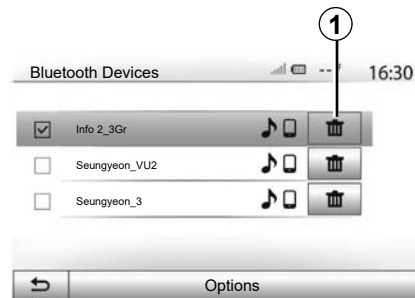 1
Bluetooth Devices -- ° 16:30
Info 2_3Gr
Seungyeon_VU2
Seungyeon_3
Options